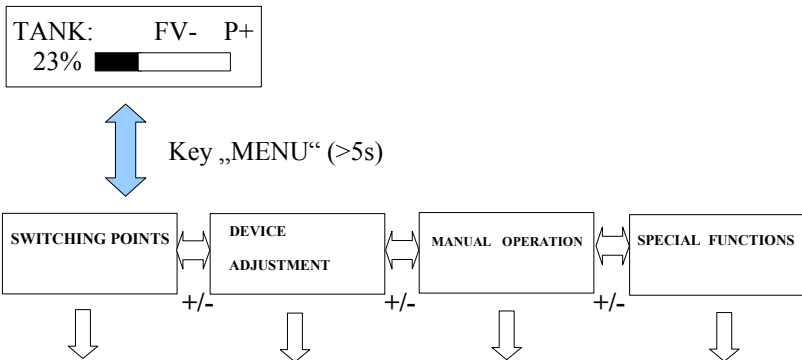 TANK: FV- P+
23%
Key „MENU“ (>5s)
SWITCHING POINTS
DEVICE
ADJUSTMENT
MANUAL OPERATION
SPECIAL FUNCTIONS
+/-
+/-
+/-